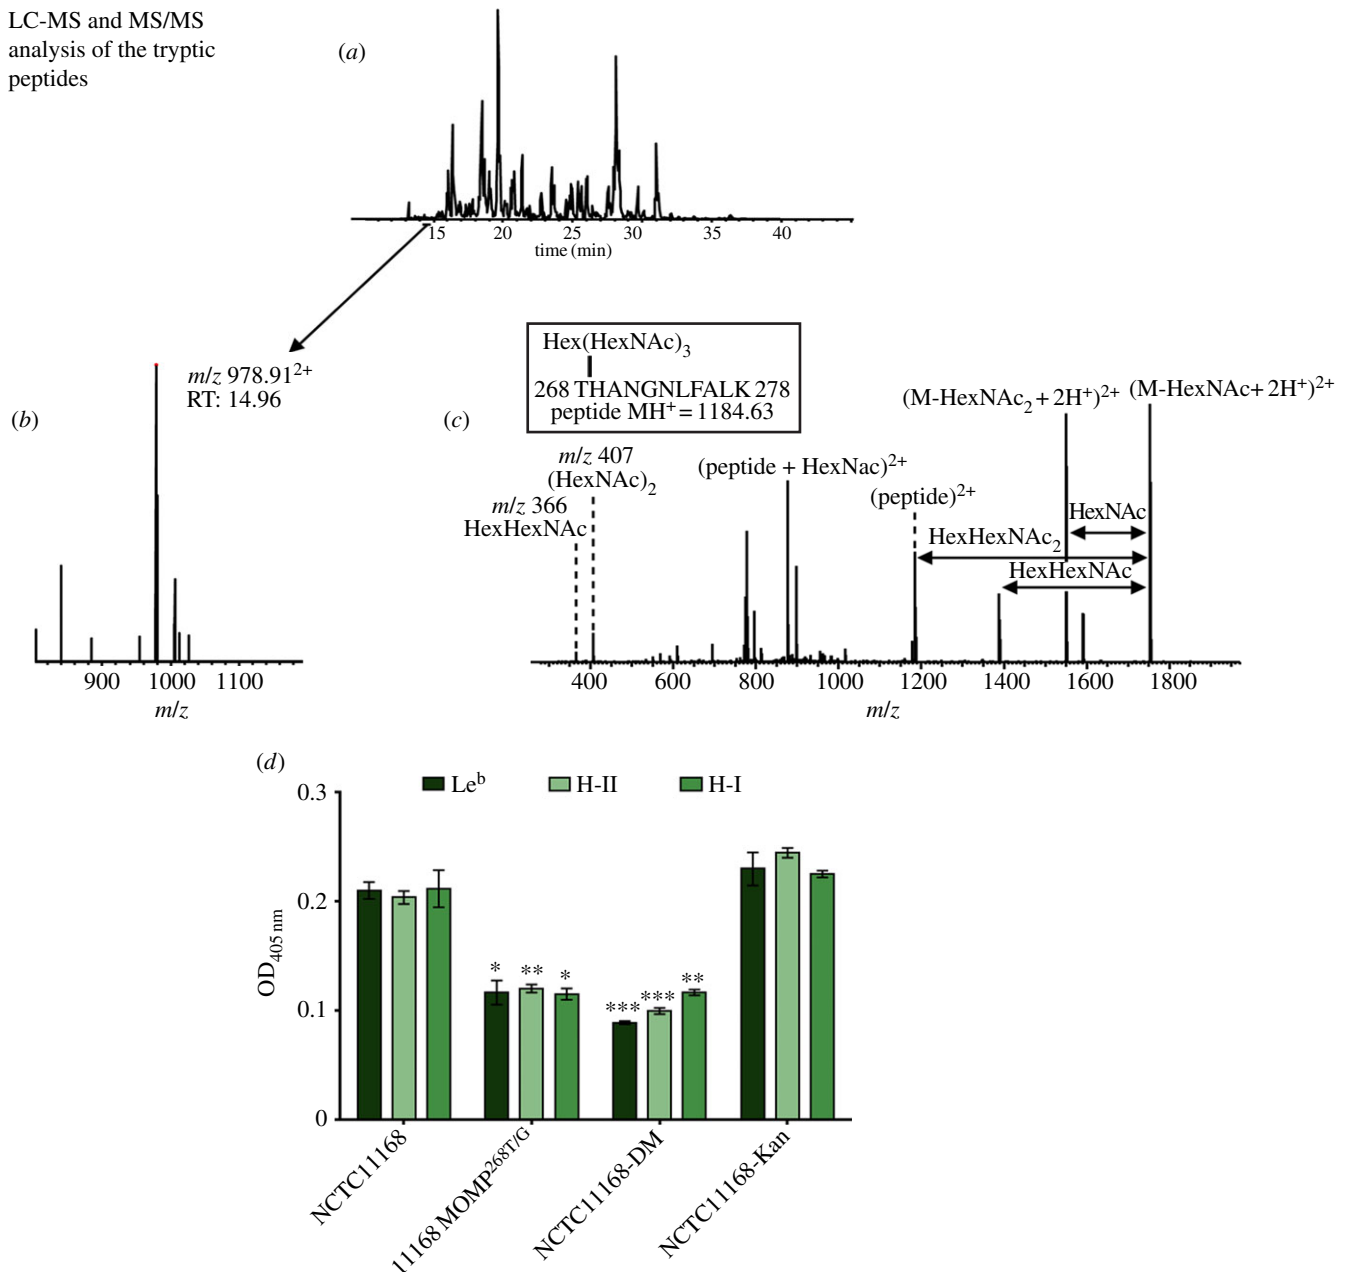 LC-MS and MS/MS
analysis of the tryptic
peptides
(a)
15 20 25 30 35 40
time (min)
m/z 978.91²⁺
RT: 14.96
(b)
900 1000 1100
m/z
Hex(HexNAc)₃
268 THANGNLFALK 278
peptide MH⁺ = 1184.63
(c)
(M-HexNAc₂ + 2H⁺)²⁺
(M-HexNAc+ 2H⁺)²⁺
m/z 407
(HexNAc)₂
(peptide + HexNac)²⁺
(peptide)²⁺
m/z 366
HexHexNAc
HexNAc
HexHexNAc₂
HexHexNAc
400 600 800 1000 1200 1400 1600 1800
m/z
(d)
Leᵇ H-II H-I
0.3
0.2
0.1
0
OD₄₀₅ ₙₘ
* ** *
*** *** **
NCTC11168
11168 MOMP²⁶⁸ᵀ/ᴳ
NCTC11168-DM
NCTC11168-Kan